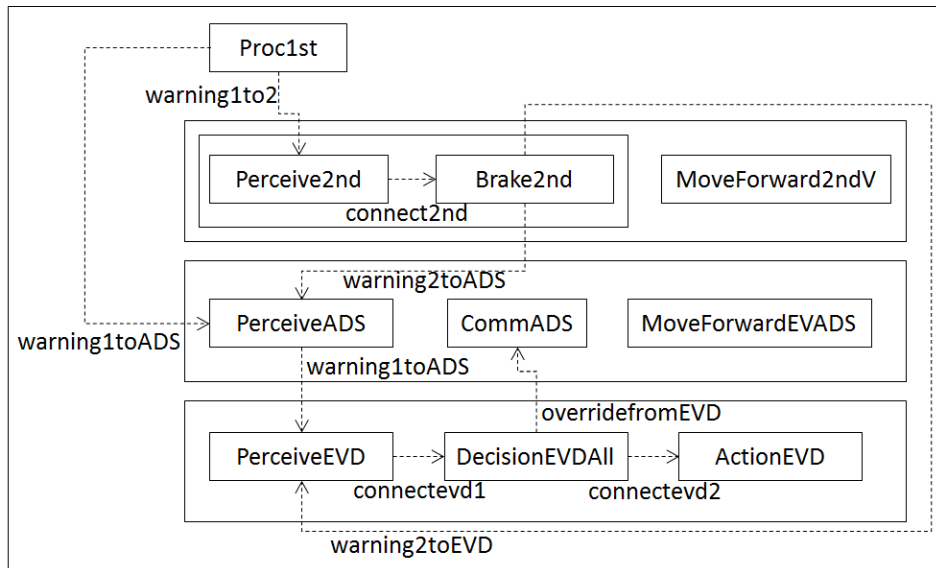 Proc1st
warning1to2
Perceive2nd
Brake2nd
MoveForward2ndV
connect2nd
warning2toADS
PerceiveADS
CommADS
MoveForwardEVADS
warning1toADS
warning1toADS
overridefromEVD
PerceiveEVD
DecisionEVDAll
ActionEVD
connectevd1
connectevd2
warning2toEVD